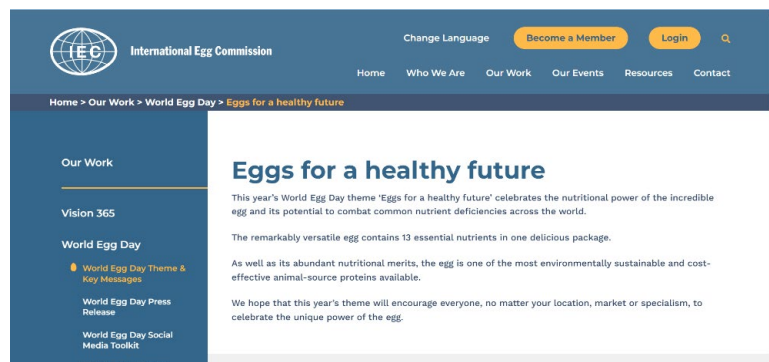 IEC
International Egg Commission
Change Language
Become a Member
Login
Home
Who We Are
Our Work
Our Events
Resources
Contact
Home > Our Work > World Egg Day > Eggs for a healthy future
Our Work
Vision 365
World Egg Day
World Egg Day Theme &
Key Messages
World Egg Day Press
Release
World Egg Day Social
Media Toolkit
Eggs for a healthy future
This year's World Egg Day theme 'Eggs for a healthy future' celebrates the nutritional power of the incredible
egg and its potential to combat common nutrient deficiencies across the world.
The remarkably versatile egg contains 13 essential nutrients in one delicious package.
As well as its abundant nutritional merits, the egg is one of the most environmentally sustainable and cost-
effective animal-source proteins available.
We hope that this year's theme will encourage everyone, no matter your location, market or specialism, to
celebrate the unique power of the egg.